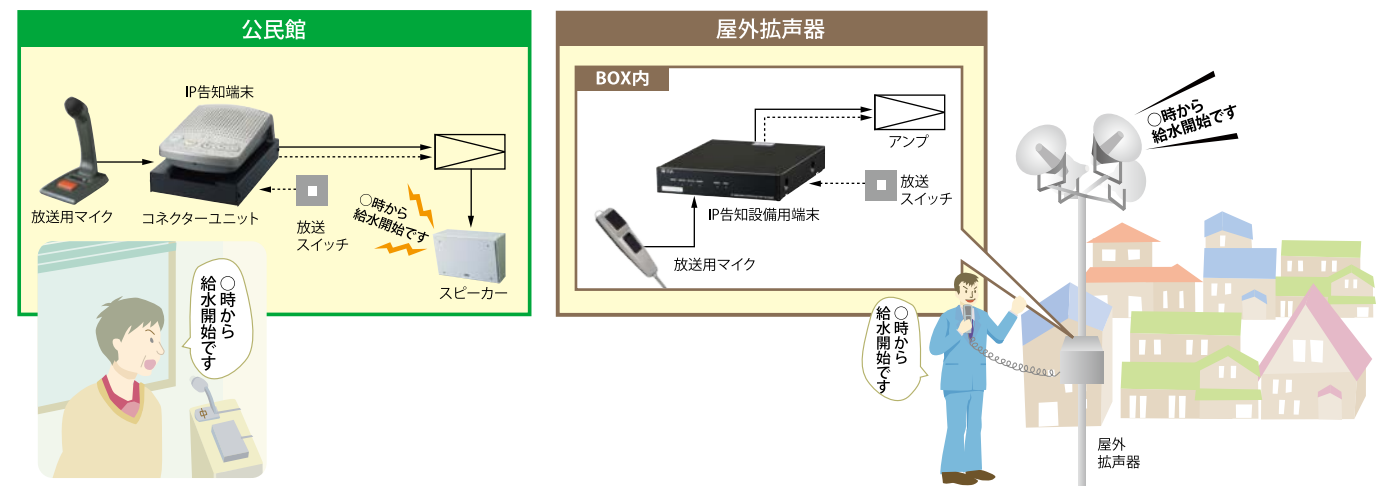 公民館
IP告知端末
放送用マイク
コネクターユニット
放送
スイッチ
○時から
給水開始です
スピーカー
○時から
給水開始です
屋外拡声器
BOX内
アンプ
IP告知設備用端末
放送
スイッチ
放送用マイク
○時から
給水開始です
○時から
給水開始です
屋外
拡声器